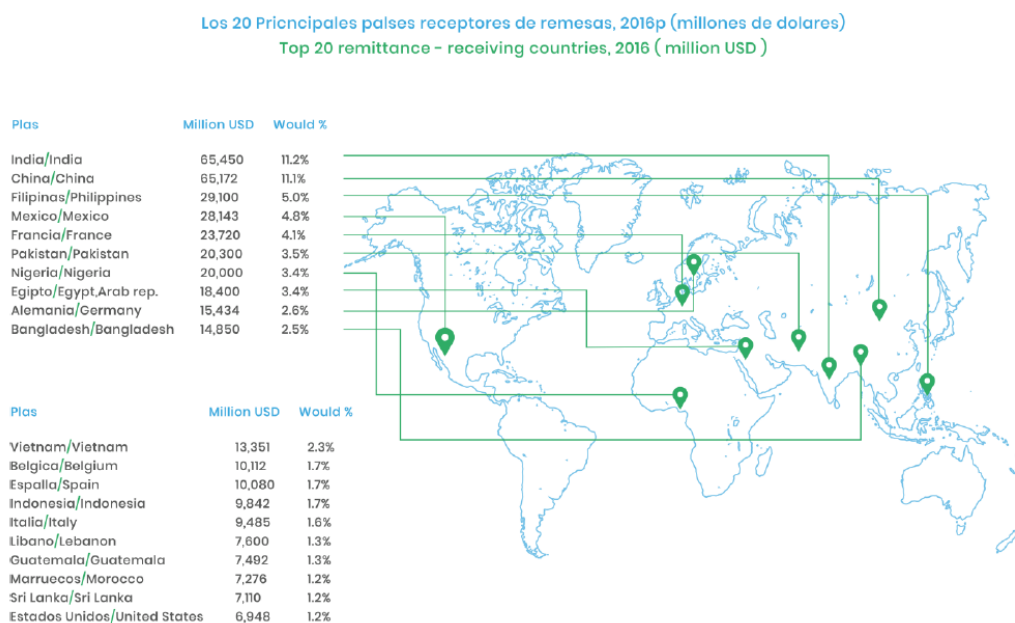 Los 20 Pricncipales palses receptores de remesas, 2016p (millones de dolares)
Top 20 remittance - receiving countries, 2016 ( million USD )
Plas Million USD Would %
India/India 65,450 11.2%
China/China 65,172 11.1%
Filipinas/Philippines 29,100 5.0%
Mexico/Mexico 28,143 4.8%
Francia/France 23,720 4.1%
Pakistan/Pakistan 20,300 3.5%
Nigeria/Nigeria 20,000 3.4%
Egipto/Egypt,Arab rep. 18,400 3.4%
Alemania/Germany 15,434 2.6%
Bangladesh/Bangladesh 14,850 2.5%
Plas Million USD Would %
Vietnam/Vietnam 13,351 2.3%
Belgica/Belgium 10,112 1.7%
Espalla/Spain 10,080 1.7%
Indonesia/Indonesia 9,842 1.7%
Italia/Italy 9,485 1.6%
Libano/Lebanon 7,600 1.3%
Guatemala/Guatemala 7,492 1.3%
Marruecos/Morocco 7,276 1.2%
Sri Lanka/Sri Lanka 7,110 1.2%
Estados Unidos/United States 6,948 1.2%